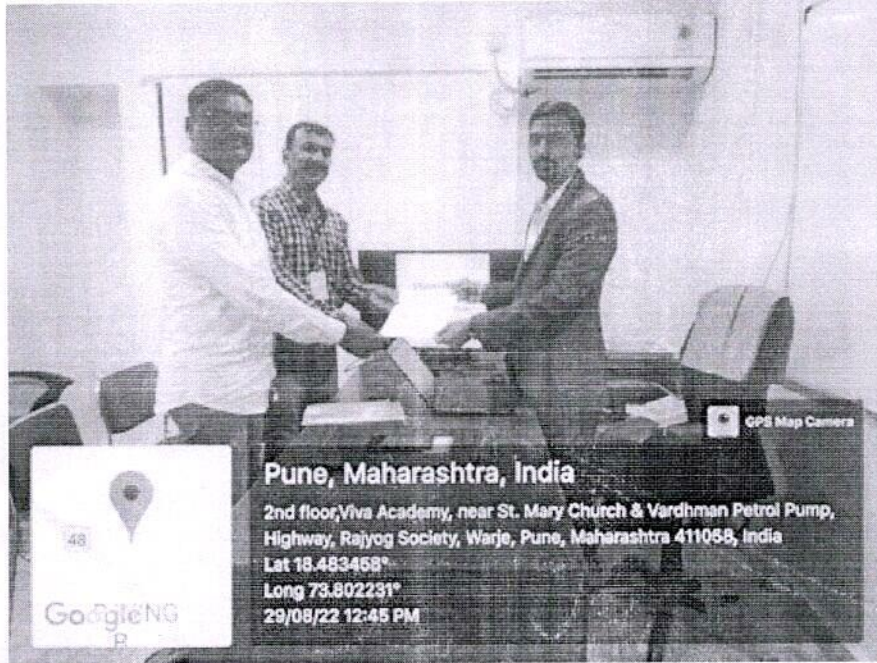 GPS Map Camera
Pune, Maharashtra, India
2nd floor,Viva Academy, near St. Mary Church & Vardhman Petrol Pump,
Highway, Rajyog Society, Warje, Pune, Maharashtra 411058, India
Lat 18.483458°
Long 73.802231°
29/08/22 12:45 PM
48
Google